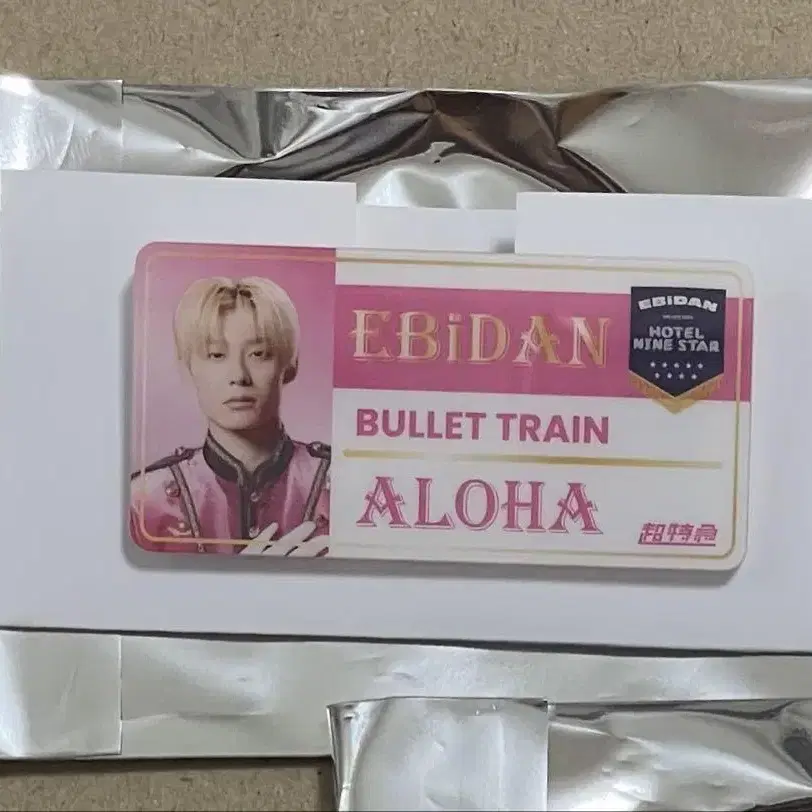 EBiDAN
BULLET TRAIN
ALOHA
EBiDAN
HOTEL
NINE STAR
超特急